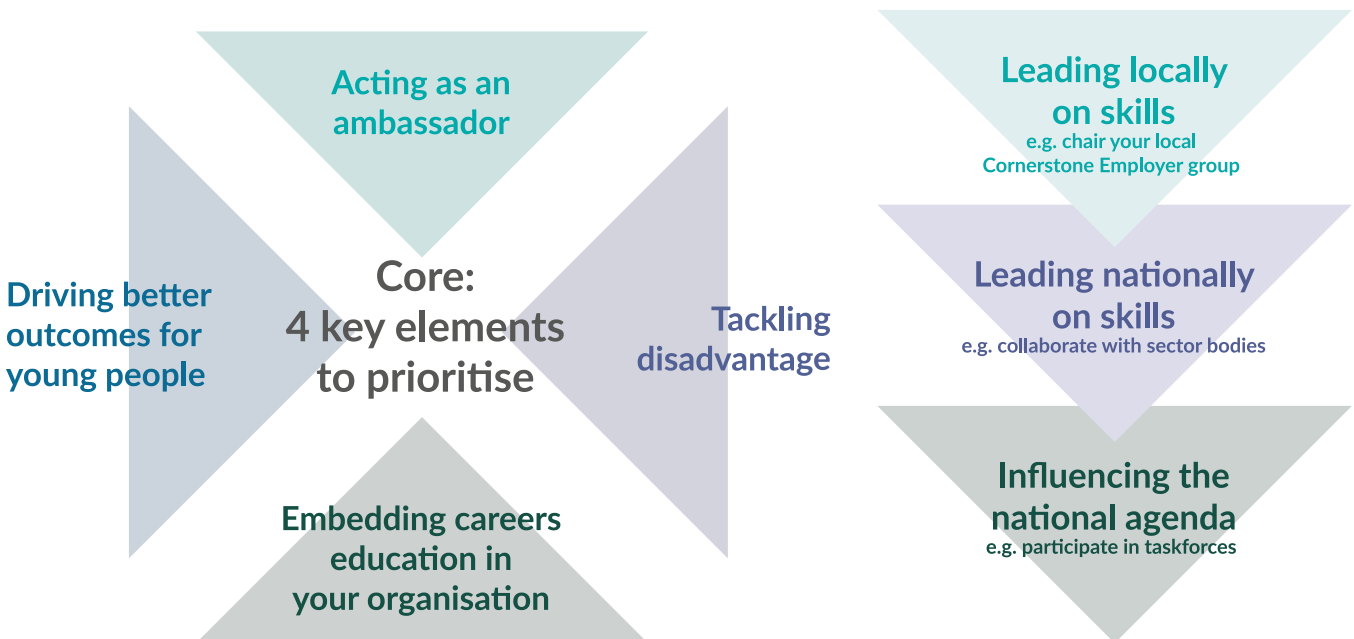 Acting as an
ambassador
Driving better
outcomes for
young people
Core:
4 key elements
to prioritise
Tackling
disadvantage
Embedding careers
education in
your organisation
Leading locally
on skills
e.g. chair your local
Cornerstone Employer group
Leading nationally
on skills
e.g. collaborate with sector bodies
Influencing the
national agenda
e.g. participate in taskforces